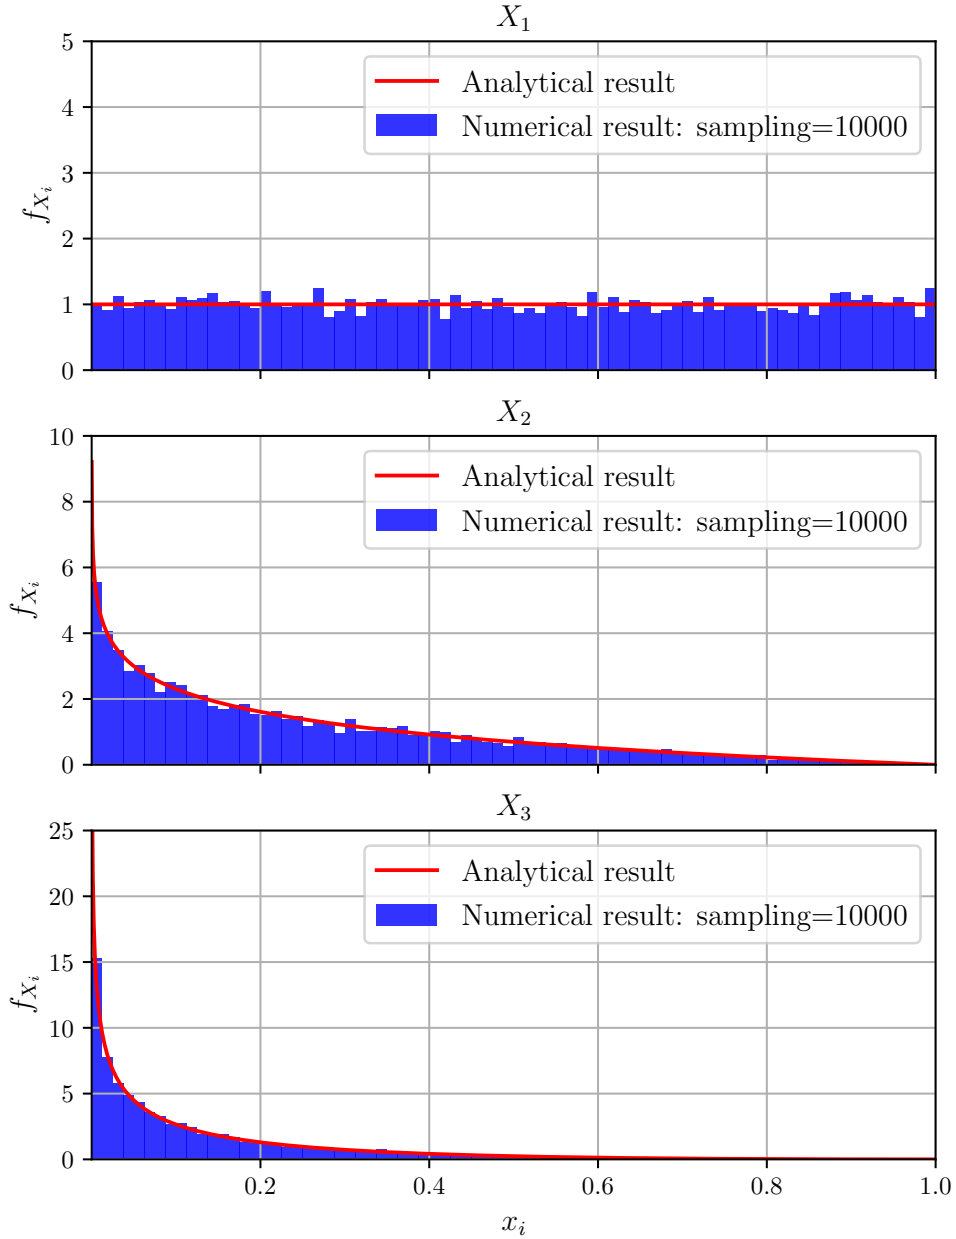 X₁
5
4
3
2
1
0
f_{X_i}
Analytical result
Numerical result: sampling=10000
X₂
10
8
6
4
2
0
f_{X_i}
Analytical result
Numerical result: sampling=10000
X₃
25
20
15
10
5
0
f_{X_i}
Analytical result
Numerical result: sampling=10000
0.2 0.4 0.6 0.8 1.0
x_i